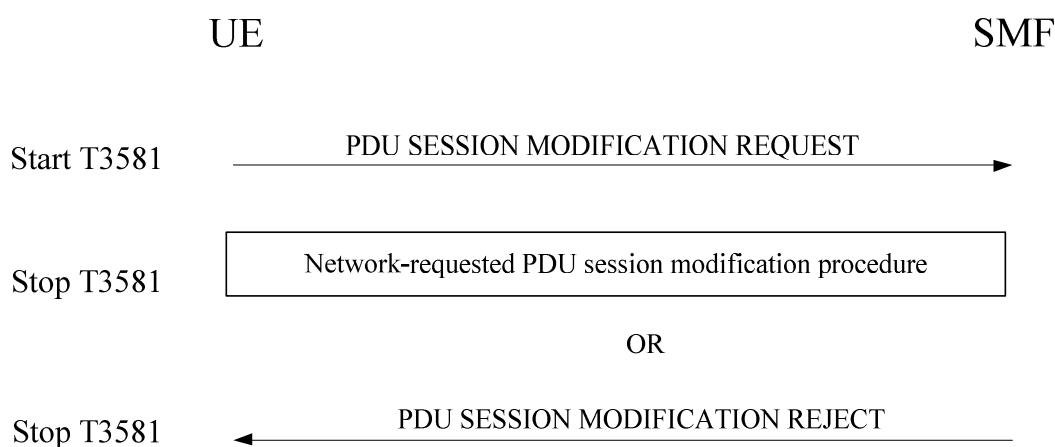 UE
SMF
Start T3581
PDU SESSION MODIFICATION REQUEST
Stop T3581
Network-requested PDU session modification procedure
OR
Stop T3581
PDU SESSION MODIFICATION REJECT